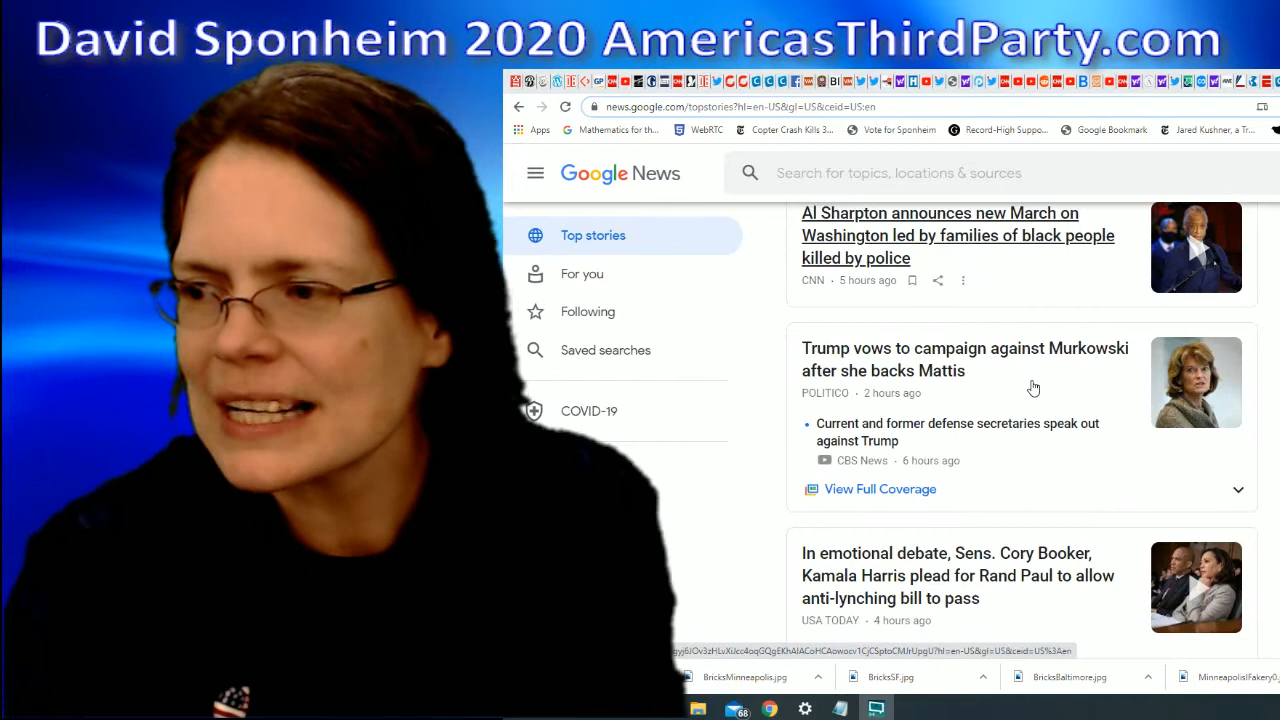 David Sponheim 2020 AmericasThirdParty.com
news.google.com/topstories?hl=en-US&gl=US&ceid=US:en
Apps Mathematics for th... WebRTC Copter Crash Kills 3... Vote for Sponheim Record-High Suppo... Google Bookmark Jared Kushner, a Tr...
Google News
Search for topics, locations & sources
Top stories
For you
Following
Saved searches
COVID-19
Al Sharpton announces new March on
Washington led by families of black people
killed by police
CNN · 5 hours ago
Trump vows to campaign against Murkowski
after she backs Mattis
POLITICO · 2 hours ago
Current and former defense secretaries speak out
against Trump
CBS News · 6 hours ago
View Full Coverage
In emotional debate, Sens. Cory Booker,
Kamala Harris plead for Rand Paul to allow
anti-lynching bill to pass
USA TODAY · 4 hours ago
BricksMinneapolis.jpg BricksSF.jpg BricksBaltimore.jpg MinneapolisIFakery0.
68